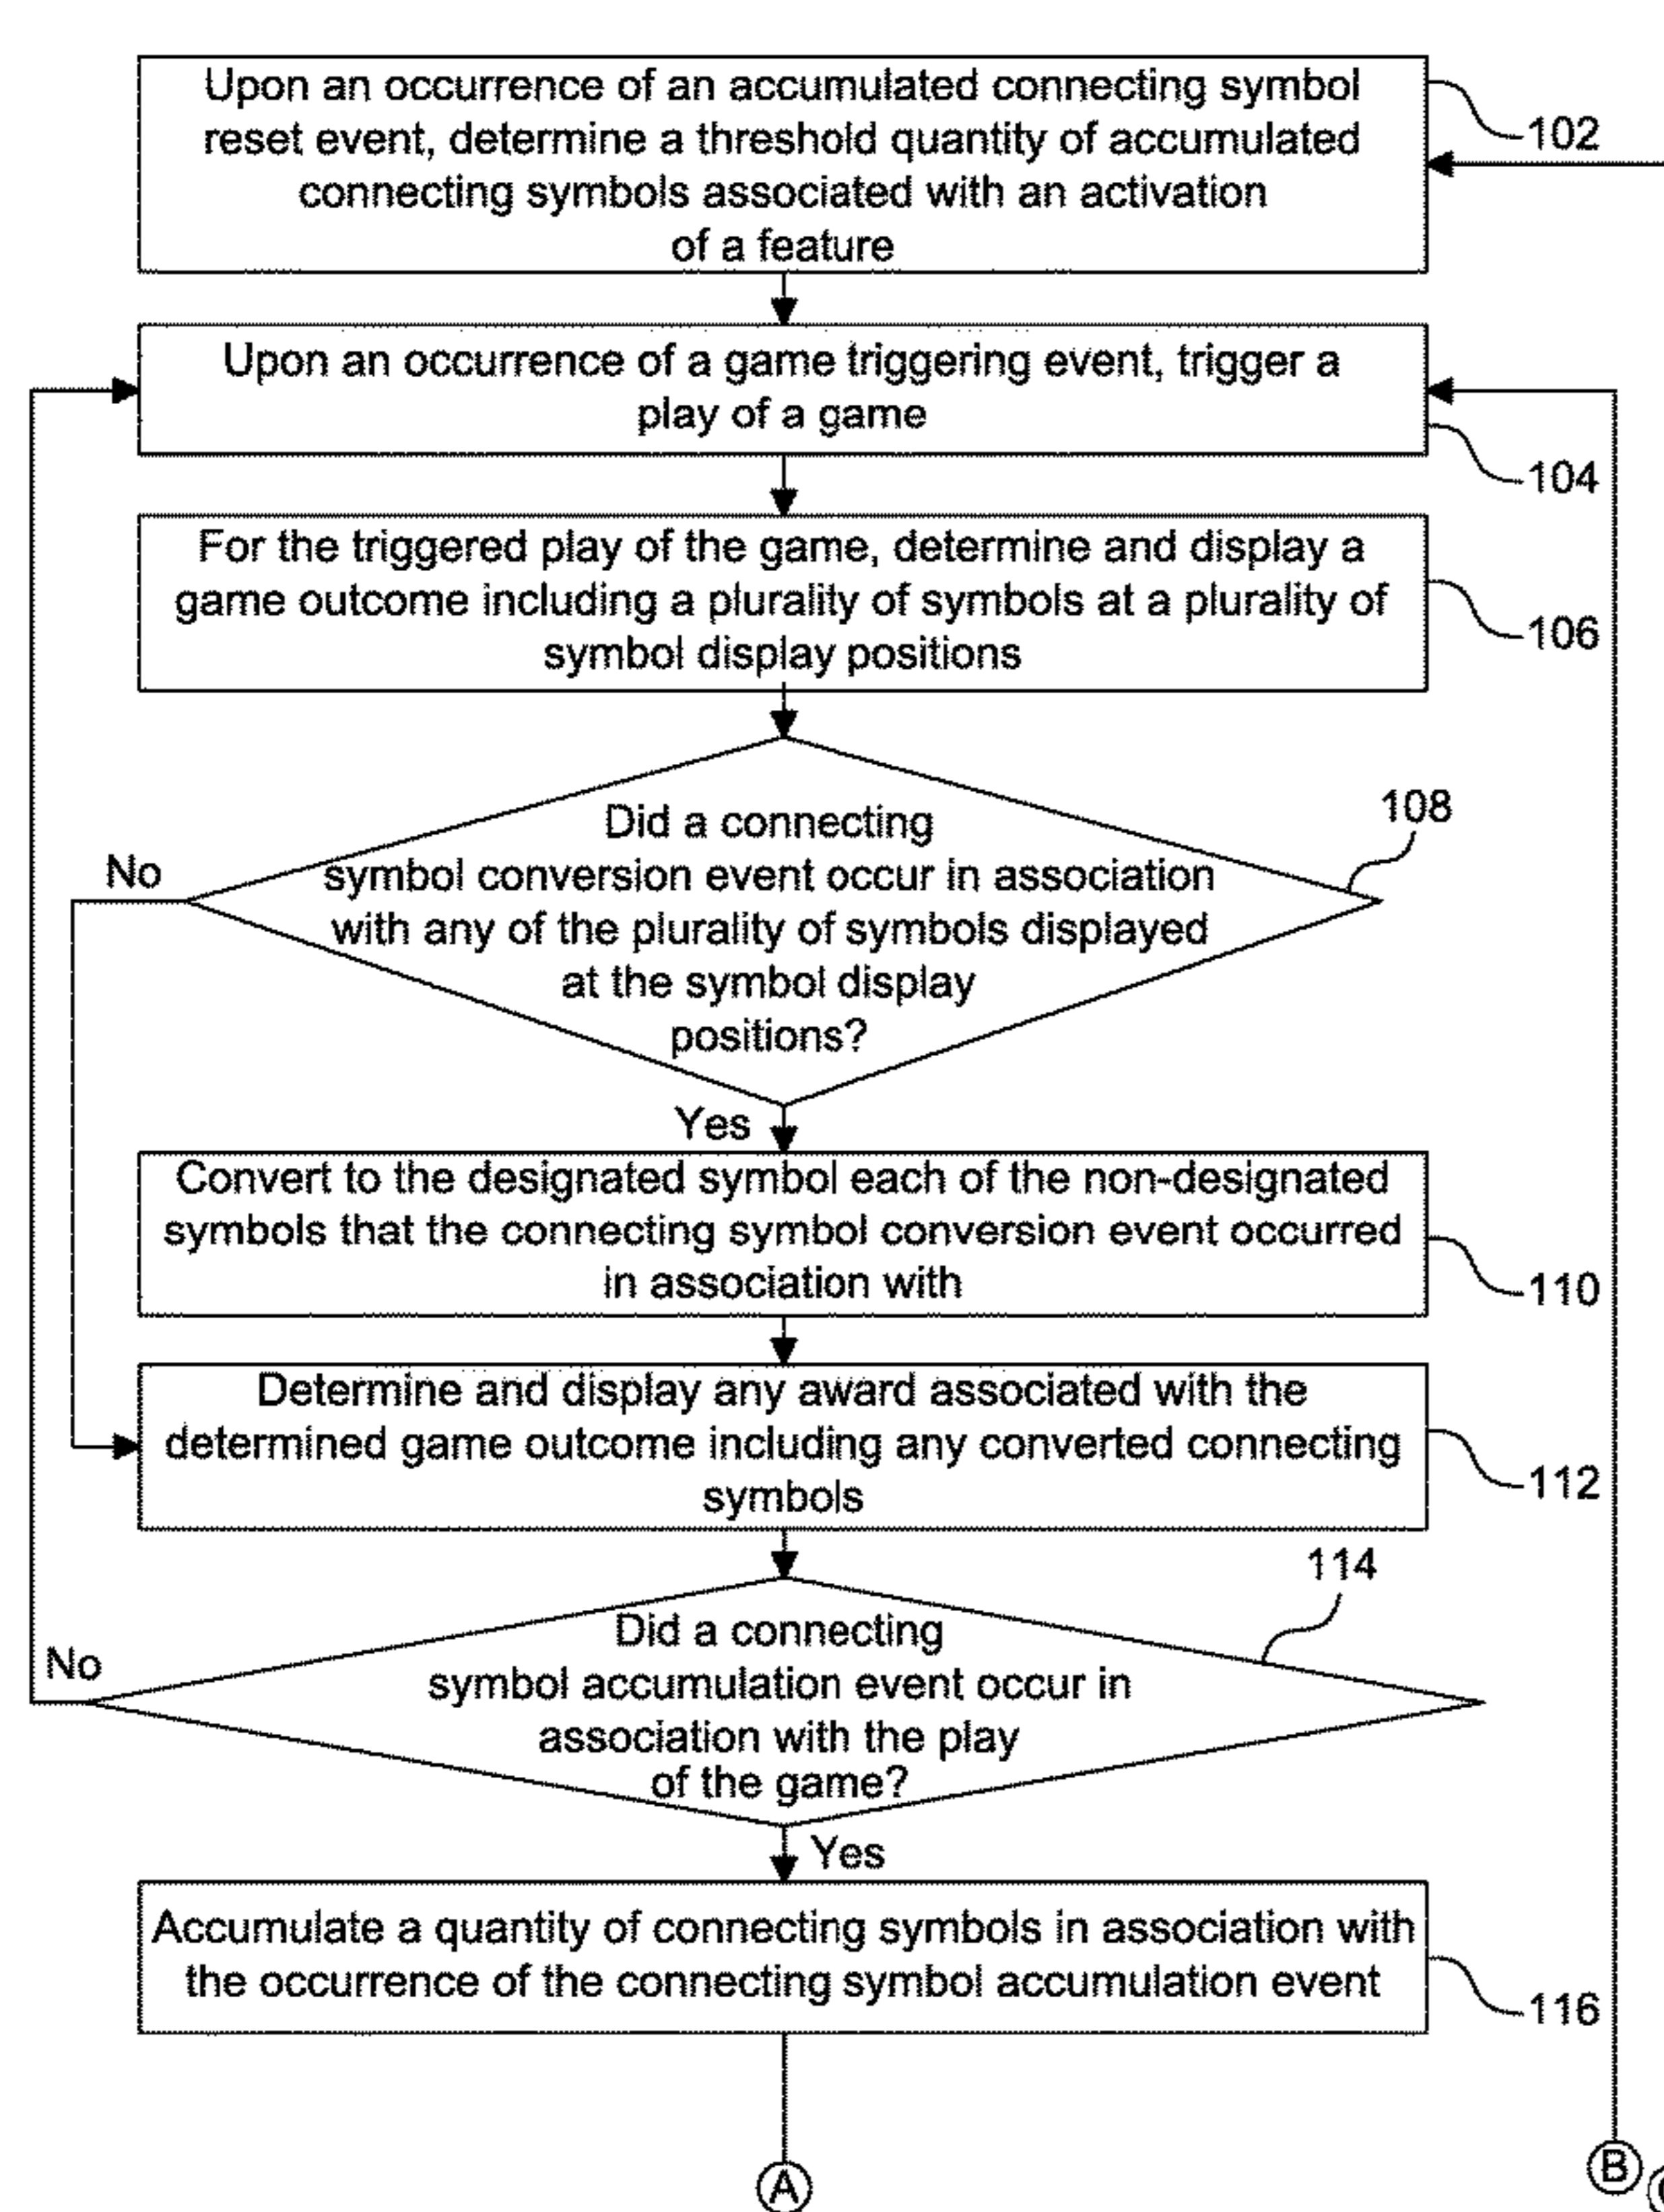 Upon an occurrence of an accumulated connecting symbol
reset event, determine a threshold quantity of accumulated
connecting symbols associated with an activation
of a feature
102
Upon an occurrence of a game triggering event, trigger a
play of a game
104
For the triggered play of the game, determine and display a
game outcome including a plurality of symbols at a plurality of
symbol display positions
106
Did a connecting
symbol conversion event occur in association
with any of the plurality of symbols displayed
at the symbol display
positions?
108
No
Yes
Convert to the designated symbol each of the non-designated
symbols that the connecting symbol conversion event occurred
in association with
110
Determine and display any award associated with the
determined game outcome including any converted connecting
symbols
112
Did a connecting
symbol accumulation event occur in
association with the play
of the game?
114
No
Yes
Accumulate a quantity of connecting symbols in association with
the occurrence of the connecting symbol accumulation event
116
A
B